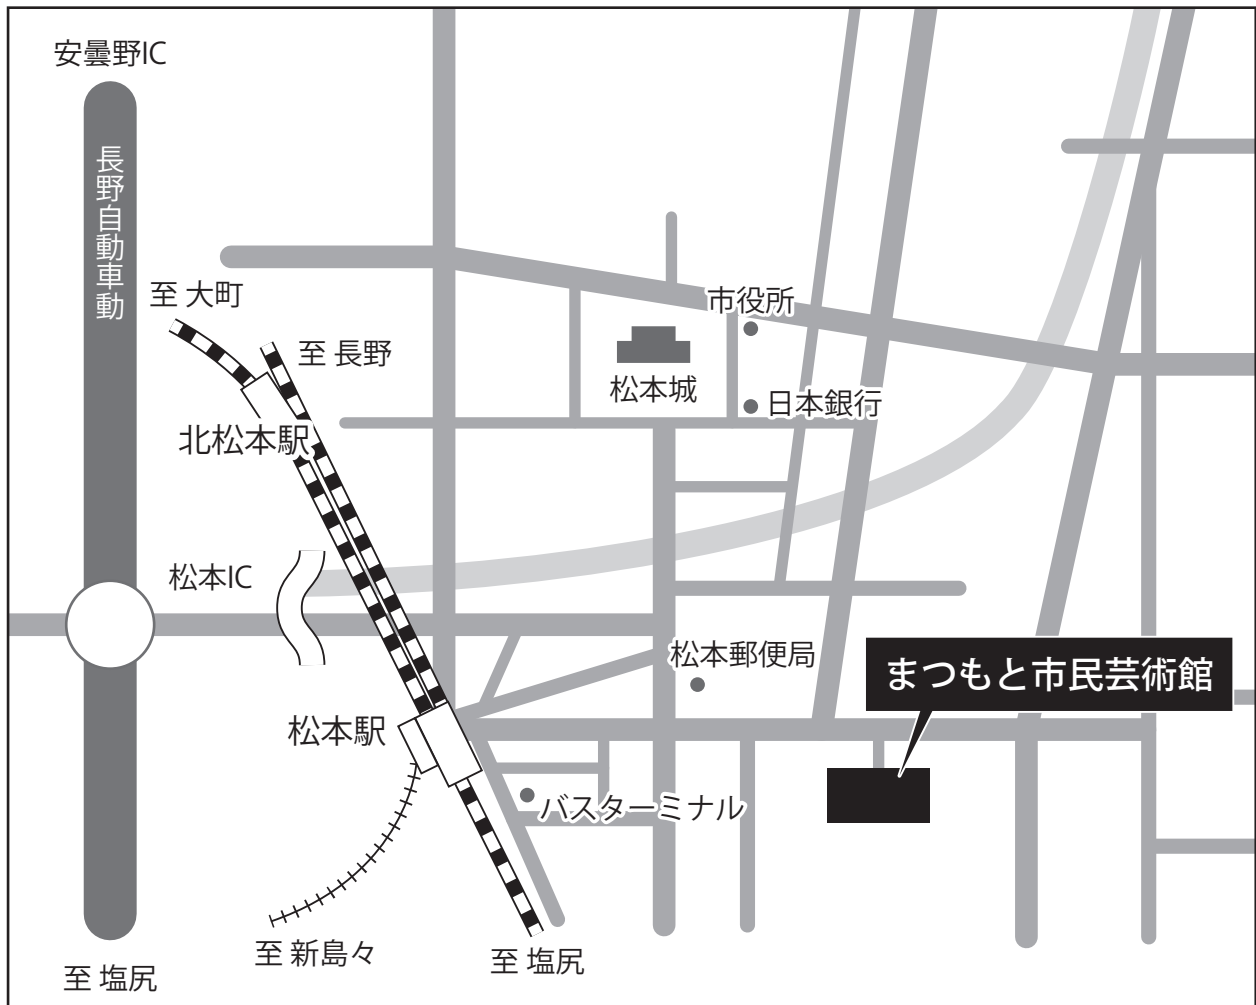 安曇野IC
長野自動車動
至 大町
至 長野
市役所
松本城
日本銀行
北松本駅
松本IC
松本郵便局
まつもと市民芸術館
松本駅
バスターミナル
至 新島々
至 塩尻
至 塩尻